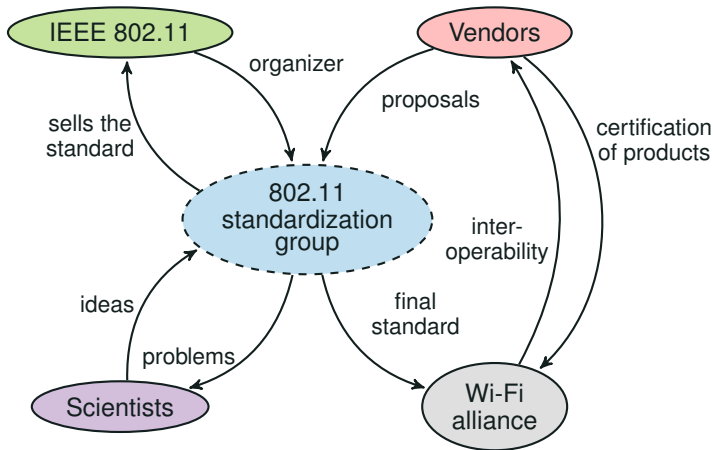 IEEE 802.11
Vendors
organizer
proposals
sells the
standard
certification
of products
802.11
standardization
group
inter-
operability
ideas
final
standard
problems
Scientists
Wi-Fi
alliance